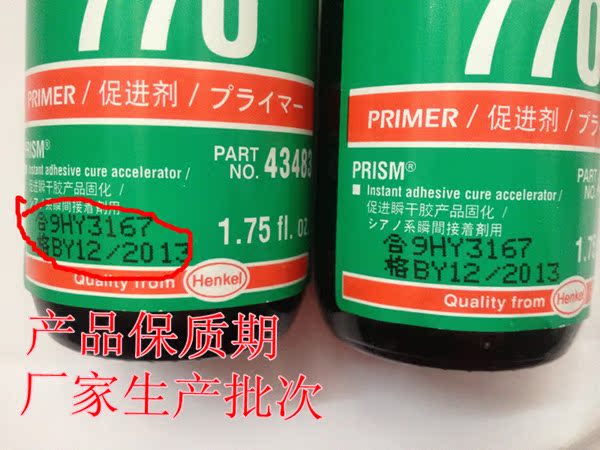 770
PRIMER / 促进剂 / プライマー
PRISM®
Instant adhesive cure accelerator /
促进瞬干胶产品固化 /
シアノ系瞬間接着剤用
PART
NO. 43483
1.75 fl. oz.
合 9HY3167
格 BY12/2013
Quality from Henkel
770
PRIMER / 促进剂 / プラ
PRISM®
Instant adhesive cure accelerator /
促进瞬干胶产品固化 /
シアノ系瞬間接着剤用
合 9HY3167
格 BY12/2013
1.75
Quality from Henkel
产品保质期
厂家生产批次